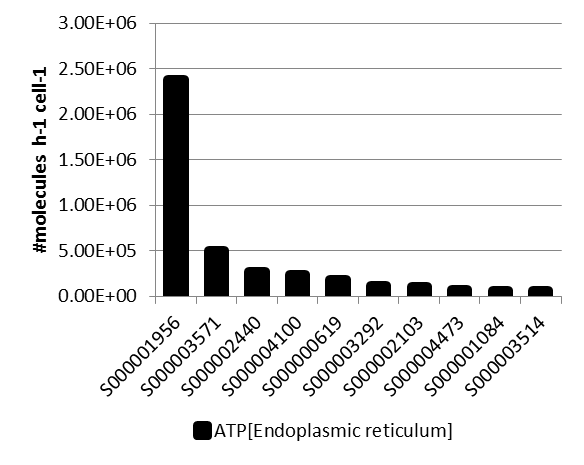 3.00E+06
2.50E+06
2.00E+06
1.50E+06
1.00E+06
5.00E+05
0.00E+00
#molecules h-1 cell-1
S000001956
S000003571
S000002440
S000004100
S000000619
S000003292
S000002103
S000004473
S000001084
S000003514
ATP[Endoplasmic reticulum]